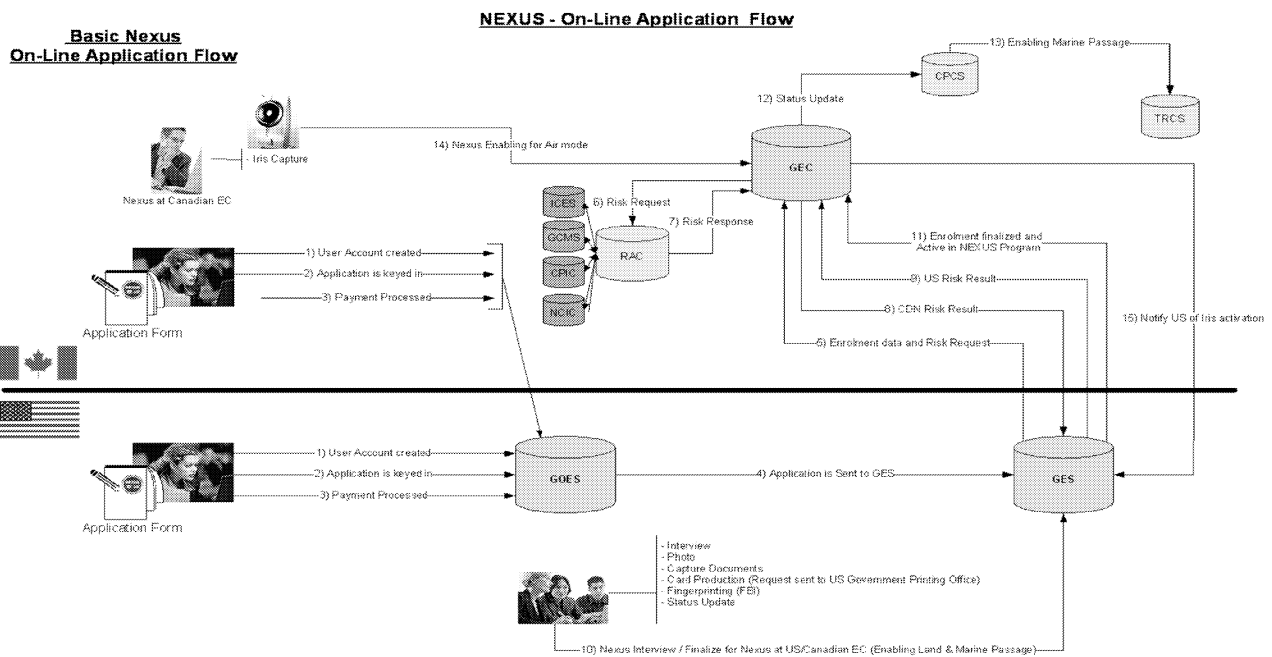 NEXUS - On-Line Application Flow
Basic Nexus
On-Line Application Flow
13) Enabling Marine Passage
CPCS
12) Status Update
TRCS
14) Nexus Enabling for Air mode
- Iris Capture
GEC
Nexus at Canadian EC
ICES
6) Risk Request
7) Risk Response
GCMS
RAC
CPIC
NCIC
11) Enrolment finalized and
Active in NEXUS Program
1) User Account created
2) Application is keyed in
3) Payment Processed
9) US Risk Result
8) CDN Risk Result
15) Notify US of Iris activation
Application Form
5) Enrolment data and Risk Request
1) User Account created
2) Application is keyed in
3) Payment Processed
GOES
4) Application is Sent to GES
GES
Application Form
- Interview
- Photo
- Capture Documents
- Card Production (Request sent to US Government Printing Office)
- Fingerprinting (FBI)
- Status Update
10) Nexus Interview / Finalize for Nexus at US/Canadian EC (Enabling Land & Marine Passage)